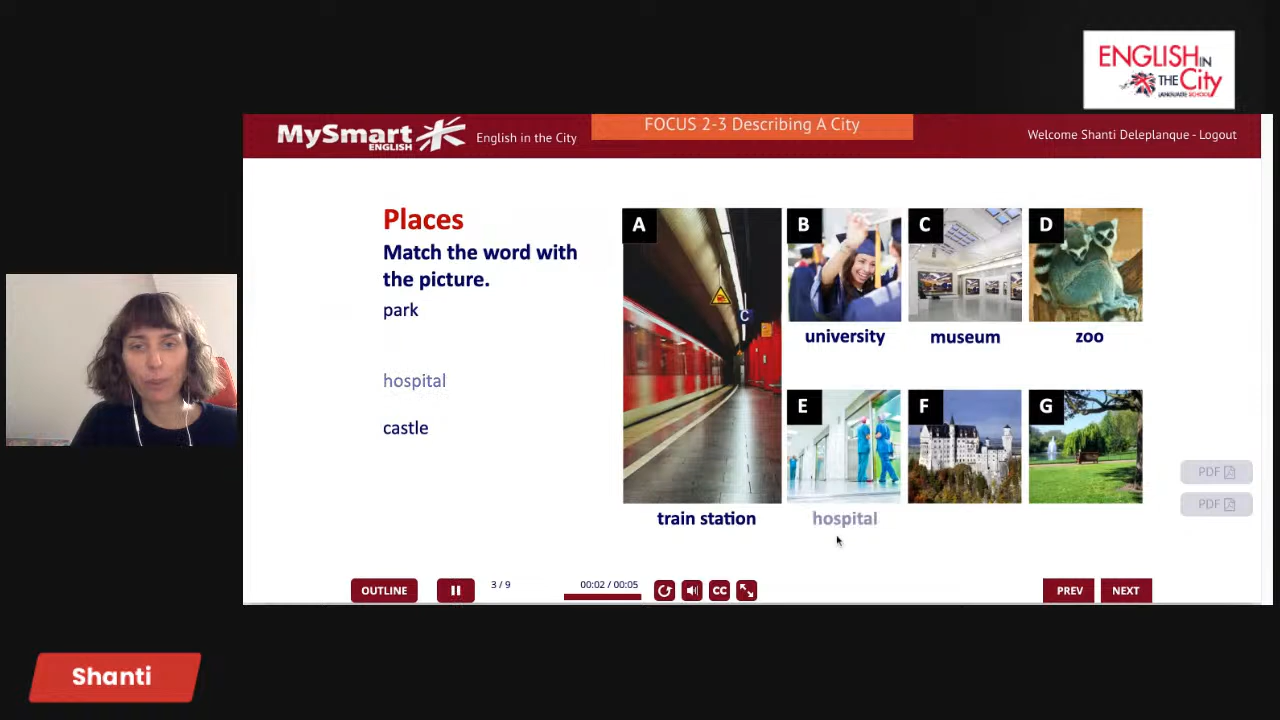 ENGLISH IN
THE City
LANGUAGE SCHOOL
MySmart
ENGLISH
English in the City
FOCUS 2-3 Describing A City
Welcome Shanti Deleplanque - Logout
Places
Match the word with
the picture.
park
hospital
castle
A
B
C
D
C
university
museum
zoo
E
F
G
train station
hospital
PDF
PDF
OUTLINE
3 / 9
00:02 / 00:05
CC
PREV
NEXT
Shanti